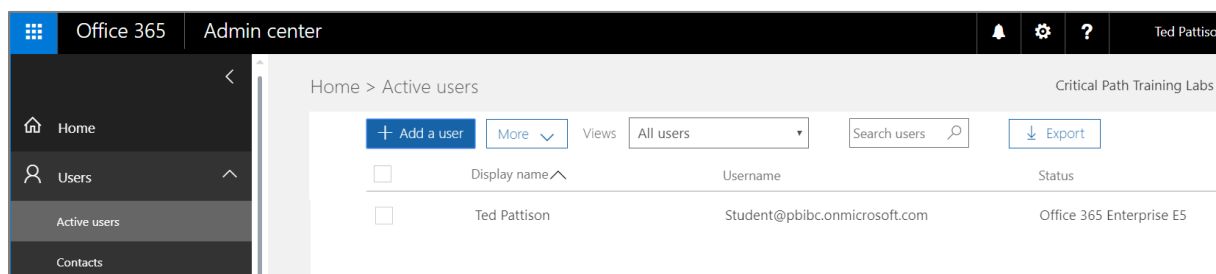 Office 365 Admin center ? Ted Pattiso
Home > Active users Critical Path Training Labs
Home
+ Add a user More Views All users Search users Export
Users
Display name Username Status
Active users
Ted Pattison Student@pbibc.onmicrosoft.com Office 365 Enterprise E5
Contacts